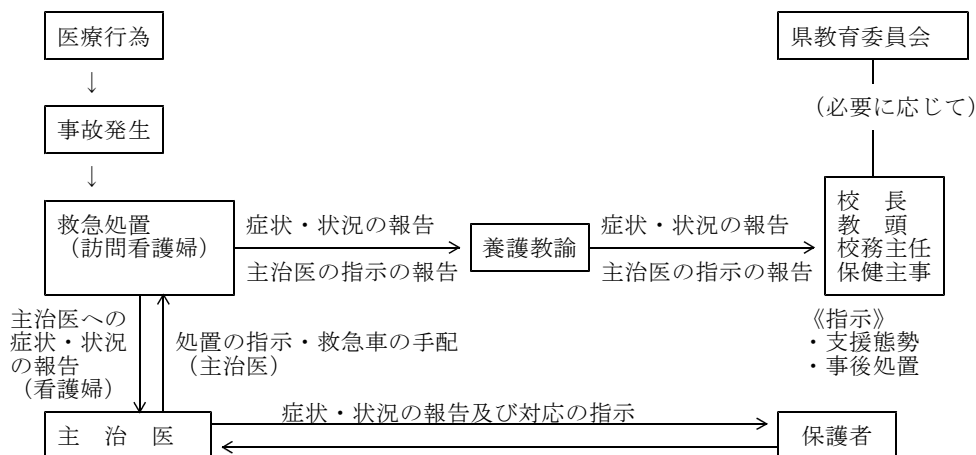 医療行為
県教育委員会
↓
(必要に応じて)
事故発生
↓
救急処置
(訪問看護婦)
症状・状況の報告
主治医の指示の報告
養護教諭
症状・状況の報告
主治医の指示の報告
校　長
教　頭
校務主任
保健主事
主治医への
症状・状況
の報告
(看護婦)
処置の指示・救急車の手配
(主治医)
《指示》
・支援態勢
・事後処置
症状・状況の報告及び対応の指示
主　治　医
保護者